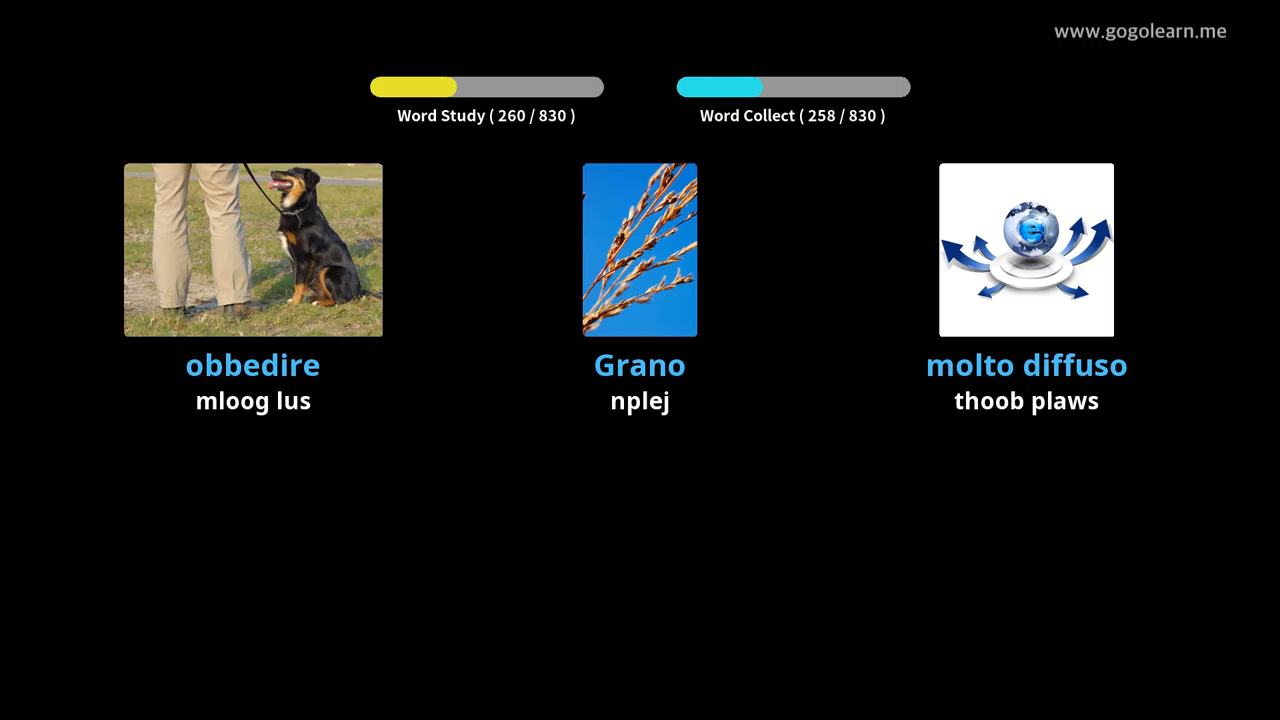 www.gogolearn.me
Word Study ( 260 / 830 )
Word Collect ( 258 / 830 )
obbedire
mloog lus
Grano
nplej
molto diffuso
thoob plaws